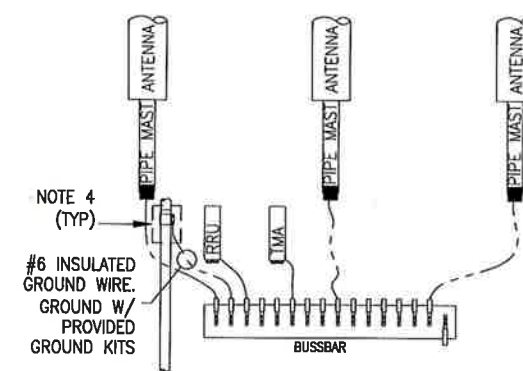 ANTENNA
PIPE MAST
ANTENNA
PIPE MAST
ANTENNA
PIPE MAST
NOTE 4
(TYP)
RRU
TMA
#6 INSULATED
GROUND WIRE.
GROUND W/
PROVIDED
GROUND KITS
BUSSBAR